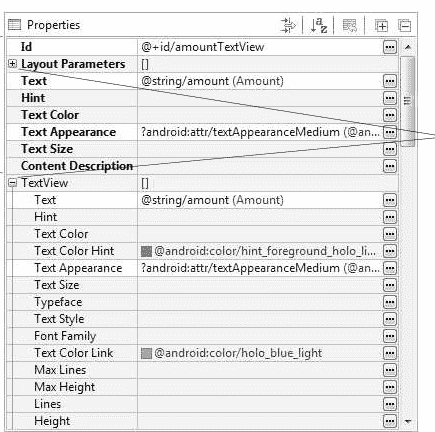 Properties
Id @+id/amountTextView
Layout Parameters []
Text @string/amount (Amount)
Hint
Text Color
Text Appearance ?android:attr/textAppearanceMedium (@an...
Text Size
Content Description
TextView []
Text @string/amount (Amount)
Hint
Text Color
Text Color Hint @android:color/hint_foreground_holo_li...
Text Appearance ?android:attr/textAppearanceMedium (@an...
Text Size
Typeface
Text Style
Font Family
Text Color Link @android:color/holo_blue_light
Max Lines
Max Height
Lines
Height